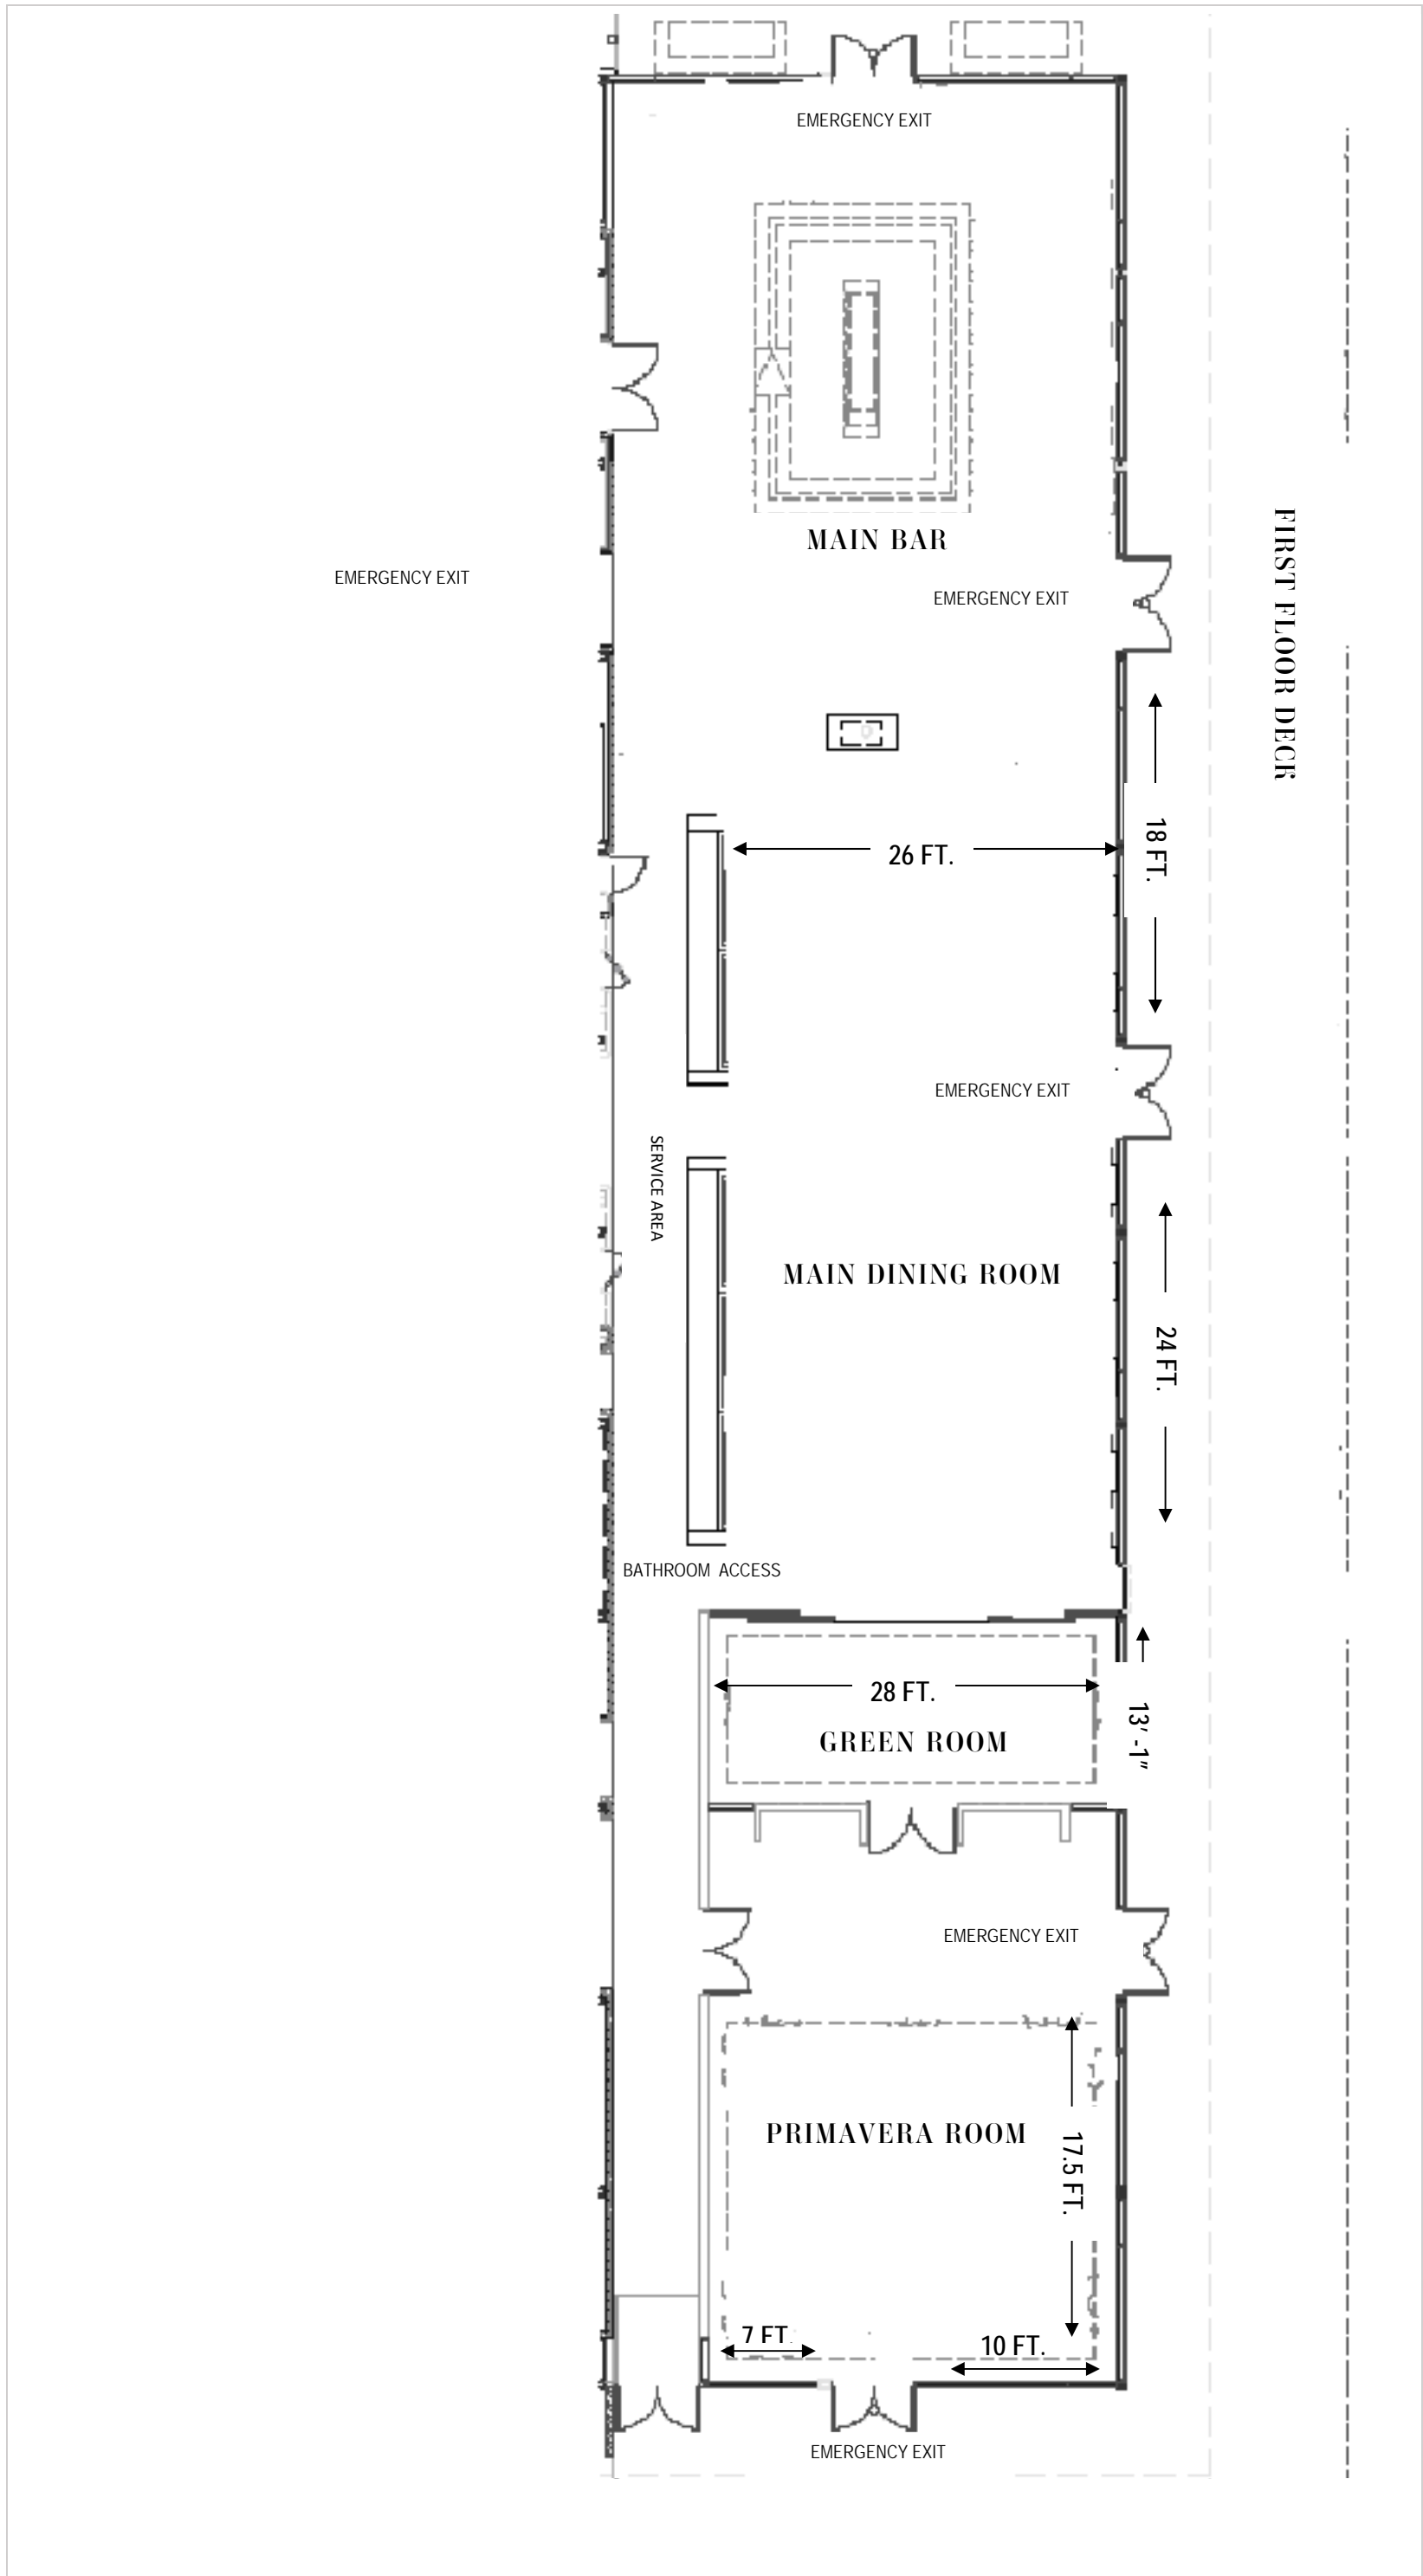 EMERGENCY EXIT
MAIN BAR
FIRST FLOOR DECK
EMERGENCY EXIT
EMERGENCY EXIT
26 FT.
18 FT.
EMERGENCY EXIT
SERVICE AREA
MAIN DINING ROOM
24 FT.
BATHROOM ACCESS
28 FT.
13' -1"
GREEN ROOM
EMERGENCY EXIT
PRIMAVERA ROOM
17.5 FT.
7 FT.
10 FT.
EMERGENCY EXIT